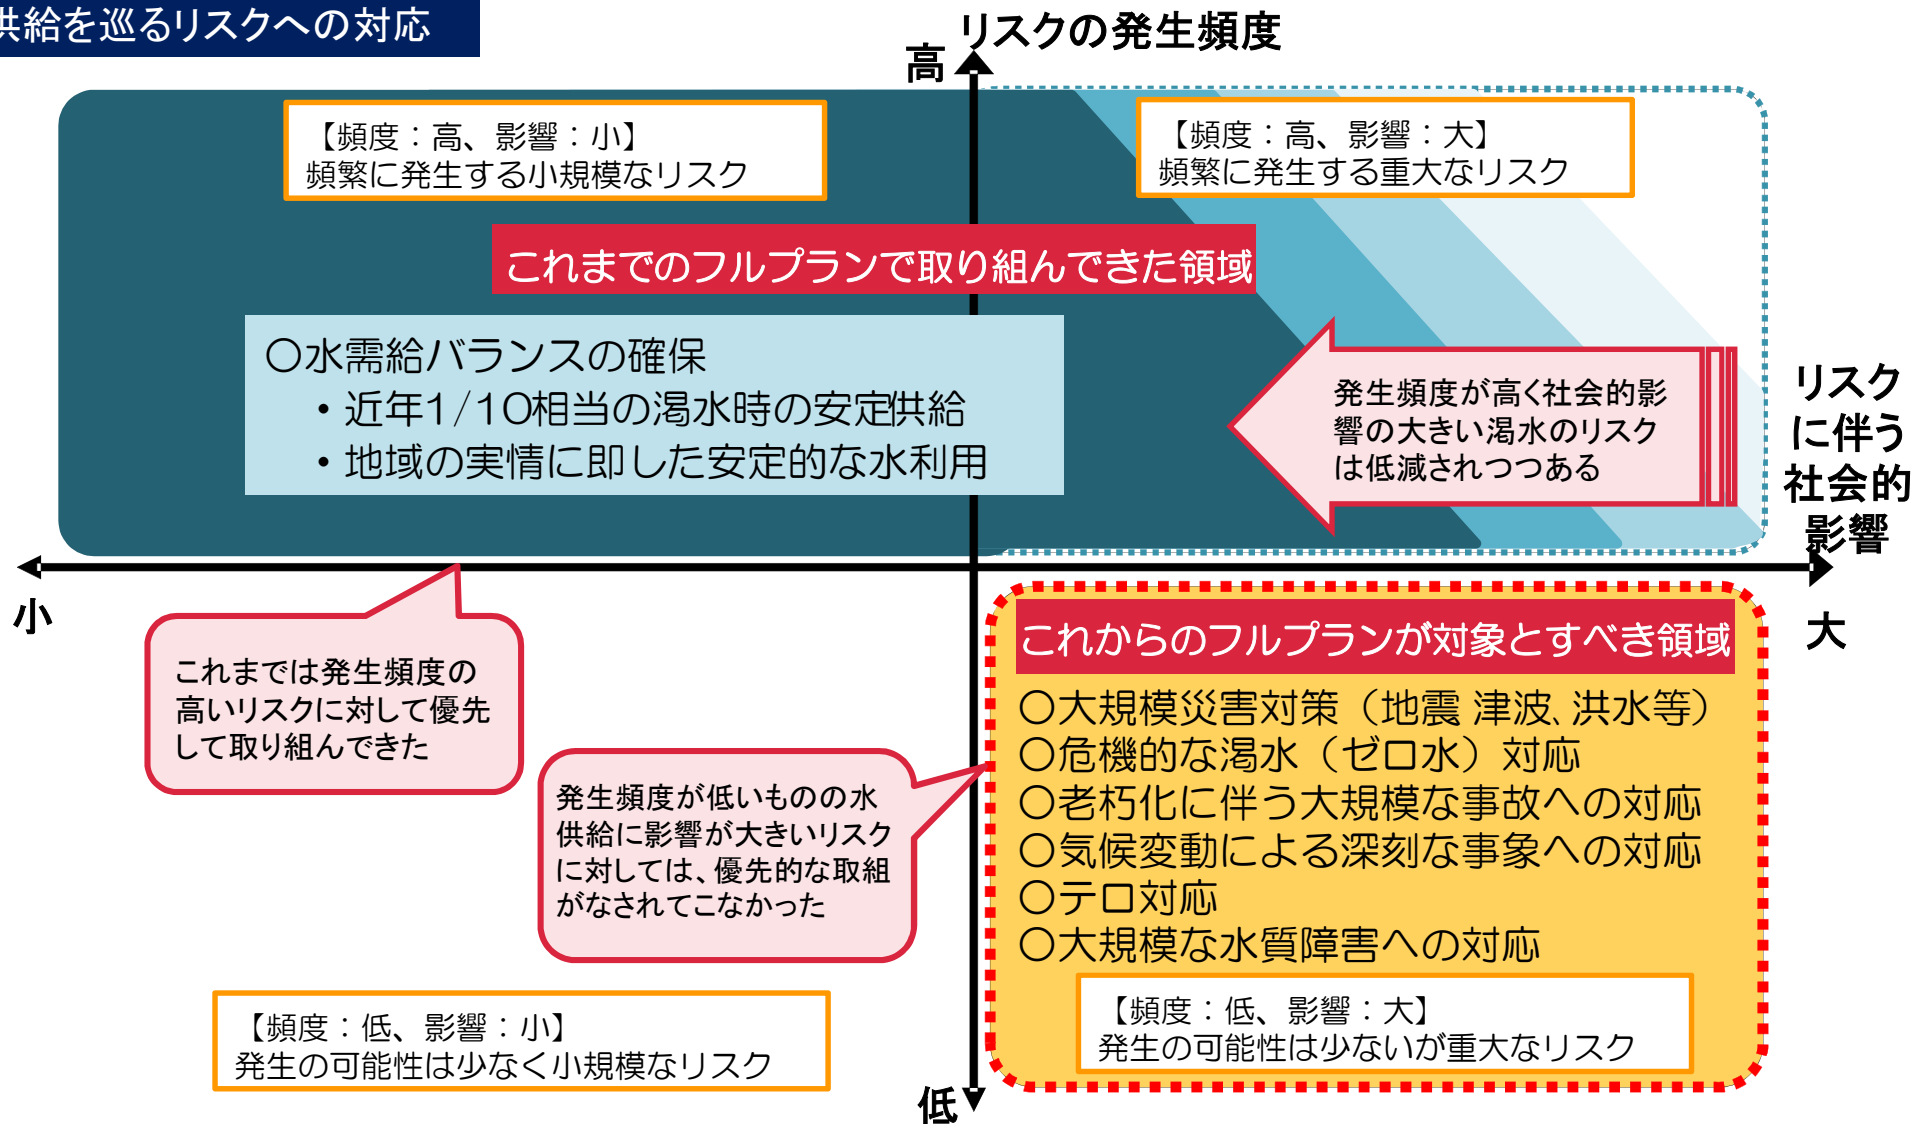 供給を巡るリスクへの対応
リスクの発生頻度
高
【頻度：高、影響：小】
頻繁に発生する小規模なリスク
【頻度：高、影響：大】
頻繁に発生する重大なリスク
これまでのフルプランで取り組んできた領域
〇水需給バランスの確保
・近年1/10相当の渇水時の安定供給
・地域の実情に即した安定的な水利用
発生頻度が高く社会的影
響の大きい渇水のリスク
は低減されつつある
リスク
に伴う
社会的
影響
小
大
これまでは発生頻度の
高いリスクに対して優先
して取り組んできた
発生頻度が低いものの水
供給に影響が大きいリスク
に対しては、優先的な取組
がなされてこなかった
これからのフルプランが対象とすべき領域
〇大規模災害対策（地震 津波、洪水等）
〇危機的な渇水（ゼロ水）対応
〇老朽化に伴う大規模な事故への対応
〇気候変動による深刻な事象への対応
〇テロ対応
〇大規模な水質障害への対応
【頻度：低、影響：小】
発生の可能性は少なく小規模なリスク
【頻度：低、影響：大】
発生の可能性は少ないが重大なリスク
低